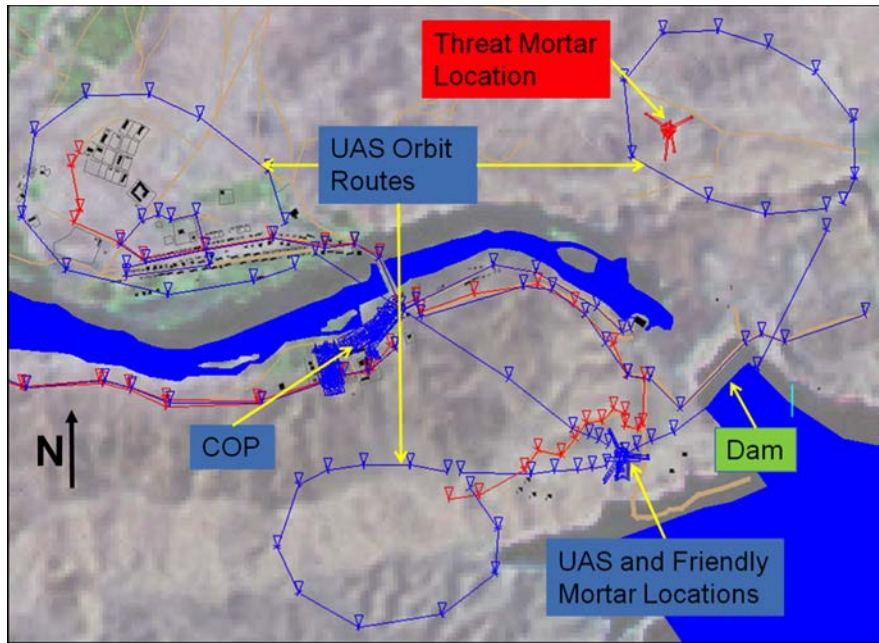 Threat Mortar
Location
UAS Orbit
Routes
COP
N
Dam
UAS and Friendly
Mortar Locations